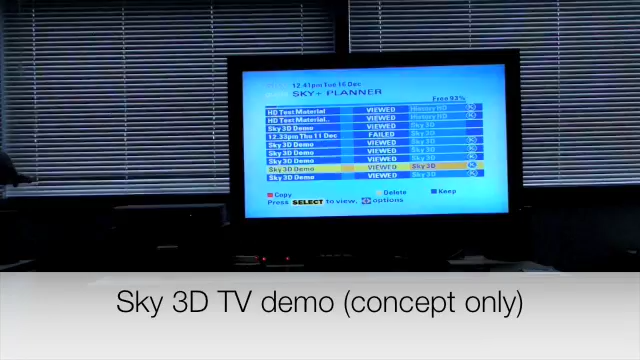 12.41pm Tue 16 Dec
SKY+ PLANNER
Free 93%
HD Test Material VIEWED History HD
HD Test Material.. VIEWED History HD
Sky 3D Demo VIEWED Sky 3D
12.33pm Thu 11 Dec FAILED Sky 3D
Sky 3D Demo VIEWED Sky 3D
Sky 3D Demo VIEWED Sky 3D
Sky 3D Demo VIEWED Sky 3D
Sky 3D Demo VIEWED Sky 3D
Sky 3D Demo VIEWED Sky 3D
Copy Delete Keep
Press SELECT to view, options
Sky 3D TV demo (concept only)